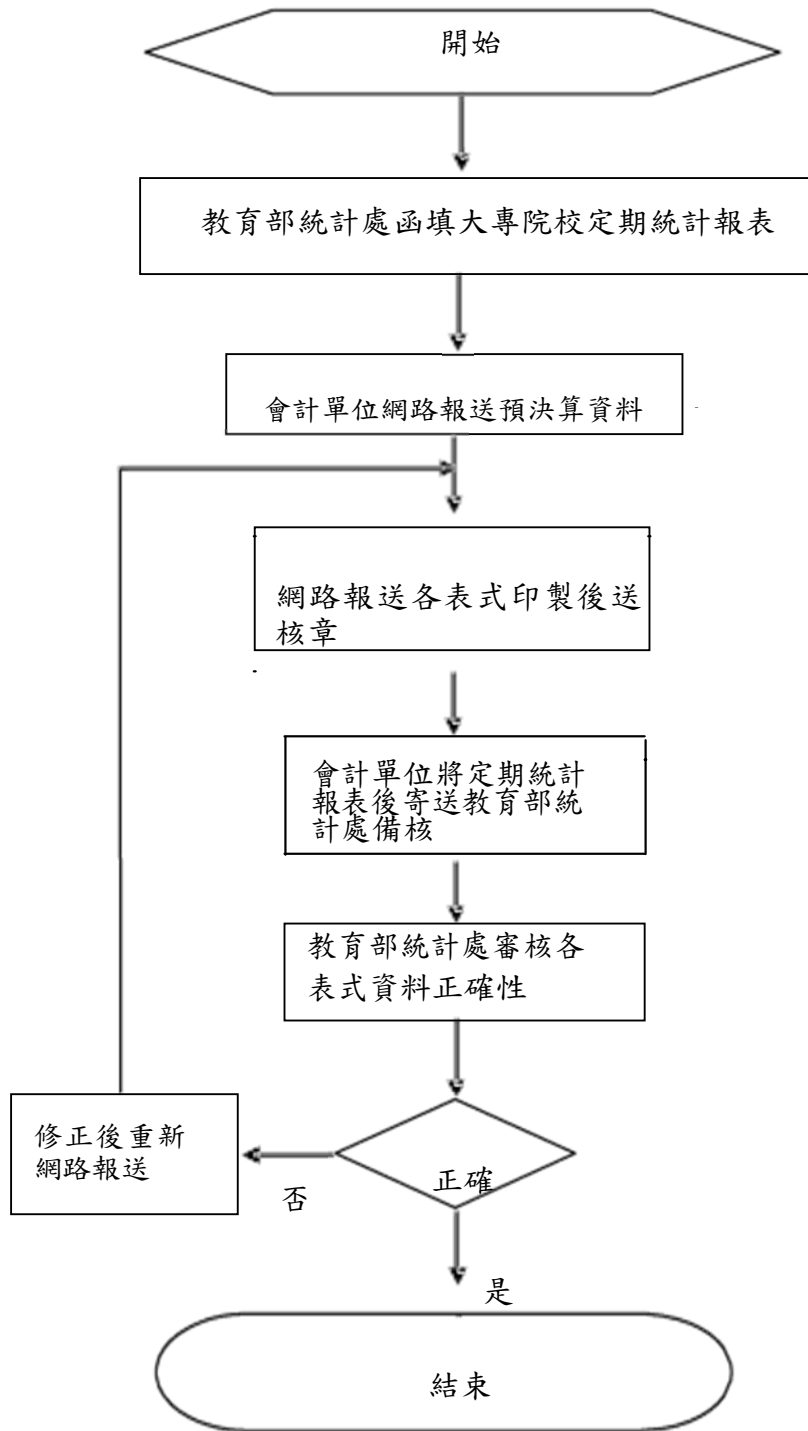 開始
教育部統計處函填大專院校定期統計報表
會計單位網路報送預決算資料
網路報送各表式印製後送
核章
會計單位將定期統計
報表後寄送教育部統
計處備核
教育部統計處審核各
表式資料正確性
修正後重新
網路報送
否
正確
是
結束